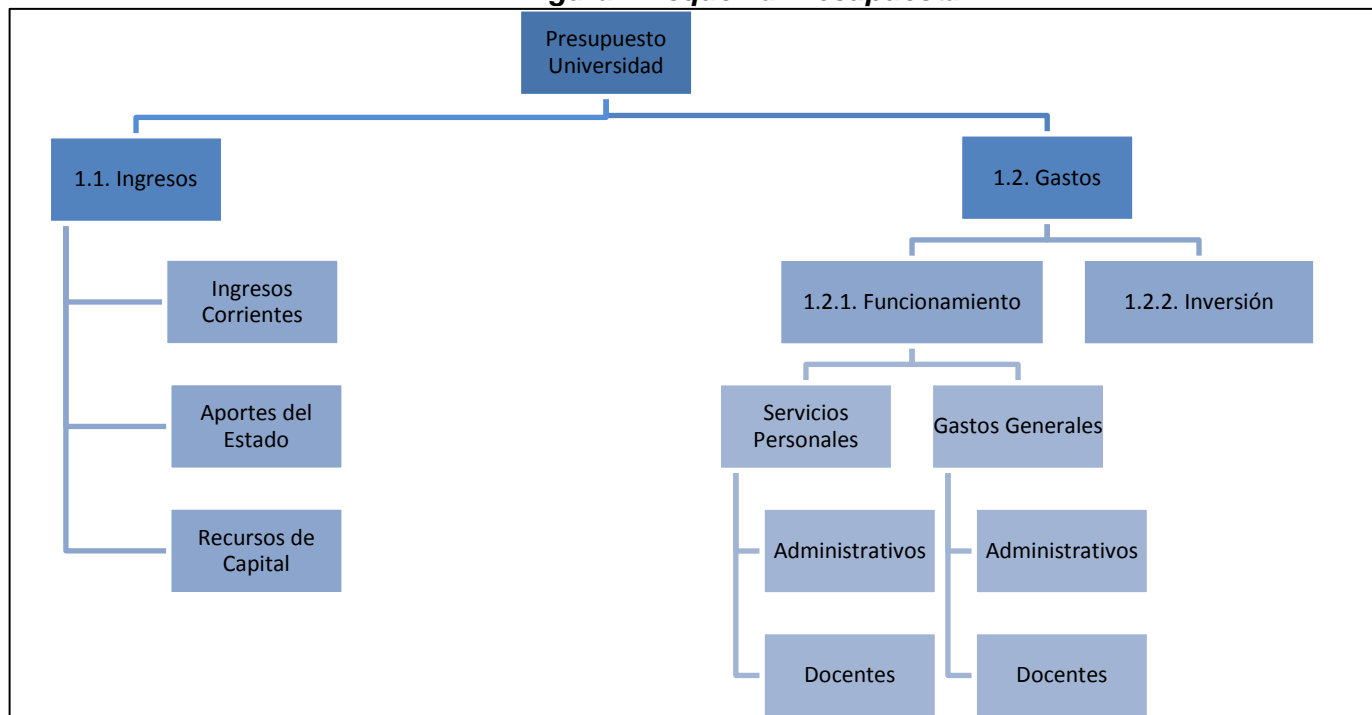 Presupuesto
Universidad
1.1. Ingresos
1.2. Gastos
Ingresos
Corrientes
1.2.1. Funcionamiento
1.2.2. Inversión
Aportes del
Estado
Servicios
Personales
Gastos Generales
Recursos de
Capital
Administrativos
Administrativos
Docentes
Docentes